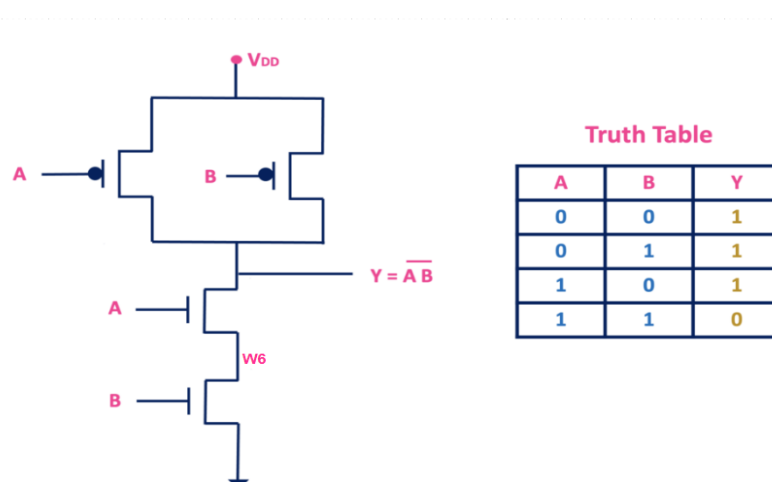 VDD
A
B
Y = A̅ B̅
A
W6
B
Truth Table
A B Y
0 0 1
0 1 1
1 0 1
1 1 0